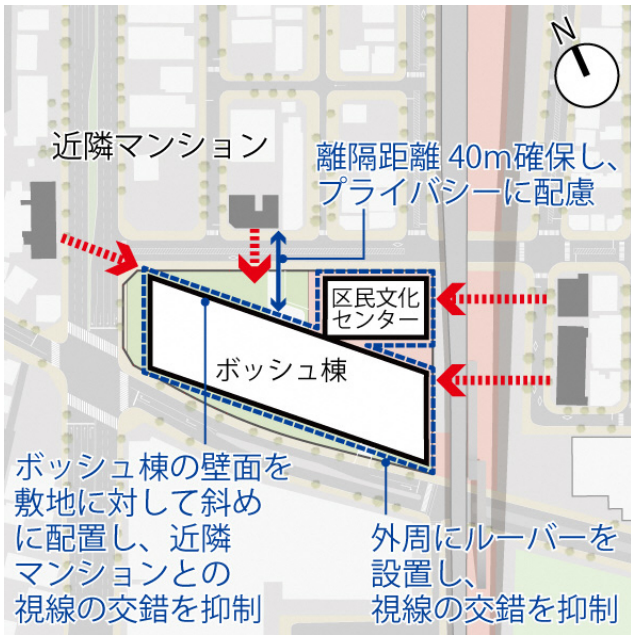 N
近隣マンション
離隔距離 40m確保し、
プライバシーに配慮
区民文化
センター
ボッシュ棟
ボッシュ棟の壁面を
敷地に対して斜め
に配置し、近隣
マンションとの
視線の交錯を抑制
外周にルーバーを
設置し、
視線の交錯を抑制